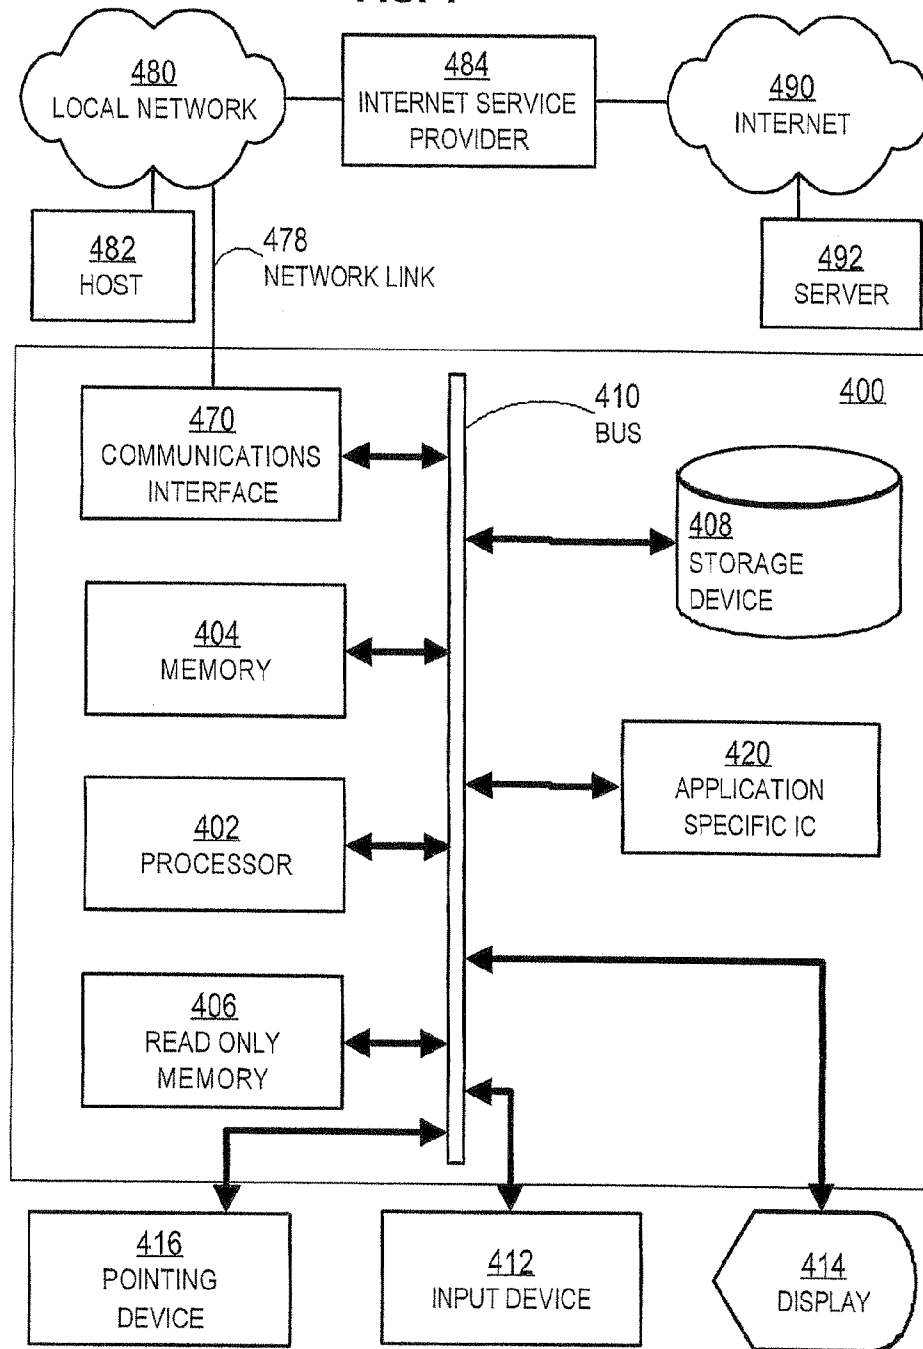 480
LOCAL NETWORK
484
INTERNET SERVICE
PROVIDER
490
INTERNET
482
HOST
478
NETWORK LINK
492
SERVER
400
470
COMMUNICATIONS
INTERFACE
410
BUS
408
STORAGE
DEVICE
404
MEMORY
420
APPLICATION
SPECIFIC IC
402
PROCESSOR
406
READ ONLY
MEMORY
416
POINTING
DEVICE
412
INPUT DEVICE
414
DISPLAY